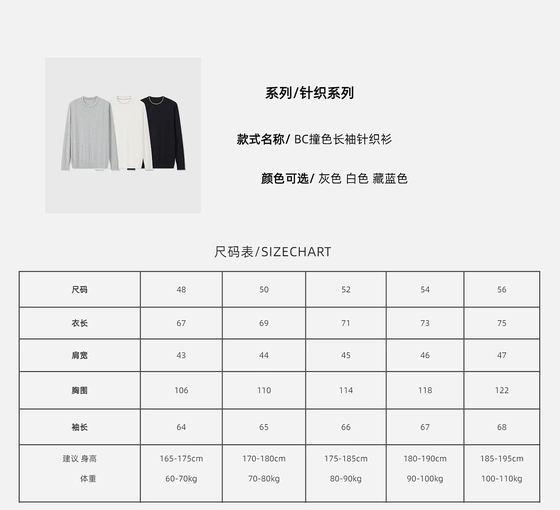 系列/针织系列
款式名称/ BC撞色长袖针织衫
颜色可选/ 灰色 白色 藏蓝色
尺码表/SIZECHART
尺码 48 50 52 54 56
衣长 67 69 71 73 75
肩宽 43 44 45 46 47
胸围 106 110 114 118 122
袖长 64 65 66 67 68
建议 身高 165-175cm 170-180cm 175-185cm 180-190cm 185-195cm
体重 60-70kg 70-80kg 80-90kg 90-100kg 100-110kg